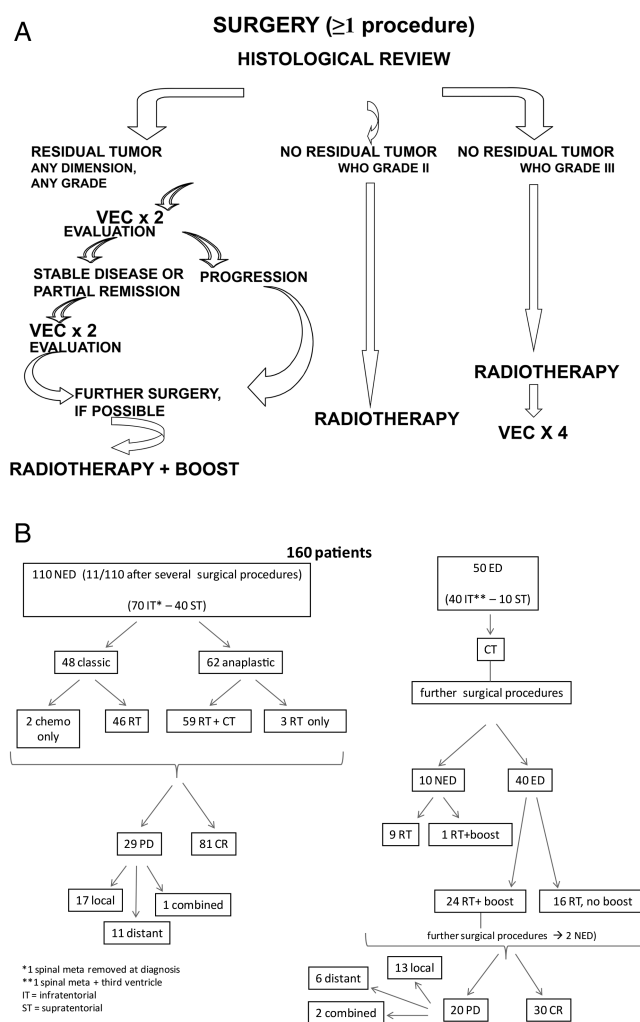 A
SURGERY (≥1 procedure)
HISTOLOGICAL REVIEW
RESIDUAL TUMOR
ANY DIMENSION,
ANY GRADE
NO RESIDUAL TUMOR
WHO GRADE II
NO RESIDUAL TUMOR
WHO GRADE III
VEC x 2
EVALUATION
STABLE DISEASE OR
PARTIAL REMISSION
PROGRESSION
VEC x 2
EVALUATION
FURTHER SURGERY,
IF POSSIBLE
RADIOTHERAPY + BOOST
RADIOTHERAPY
RADIOTHERAPY
VEC X 4
B
160 patients
110 NED (11/110 after several surgical procedures)
(70 IT* – 40 ST)
48 classic
62 anaplastic
2 chemo
only
46 RT
59 RT + CT
3 RT only
29 PD
81 CR
17 local
1 combined
11 distant
*1 spinal meta removed at diagnosis
**1 spinal meta + third ventricle
IT = infratentorial
ST = supratentorial
50 ED
(40 IT** – 10 ST)
CT
further surgical procedures
10 NED
40 ED
9 RT
1 RT+boost
24 RT+ boost
16 RT, no boost
further surgical procedures → 2 NED)
13 local
6 distant
2 combined
20 PD
30 CR